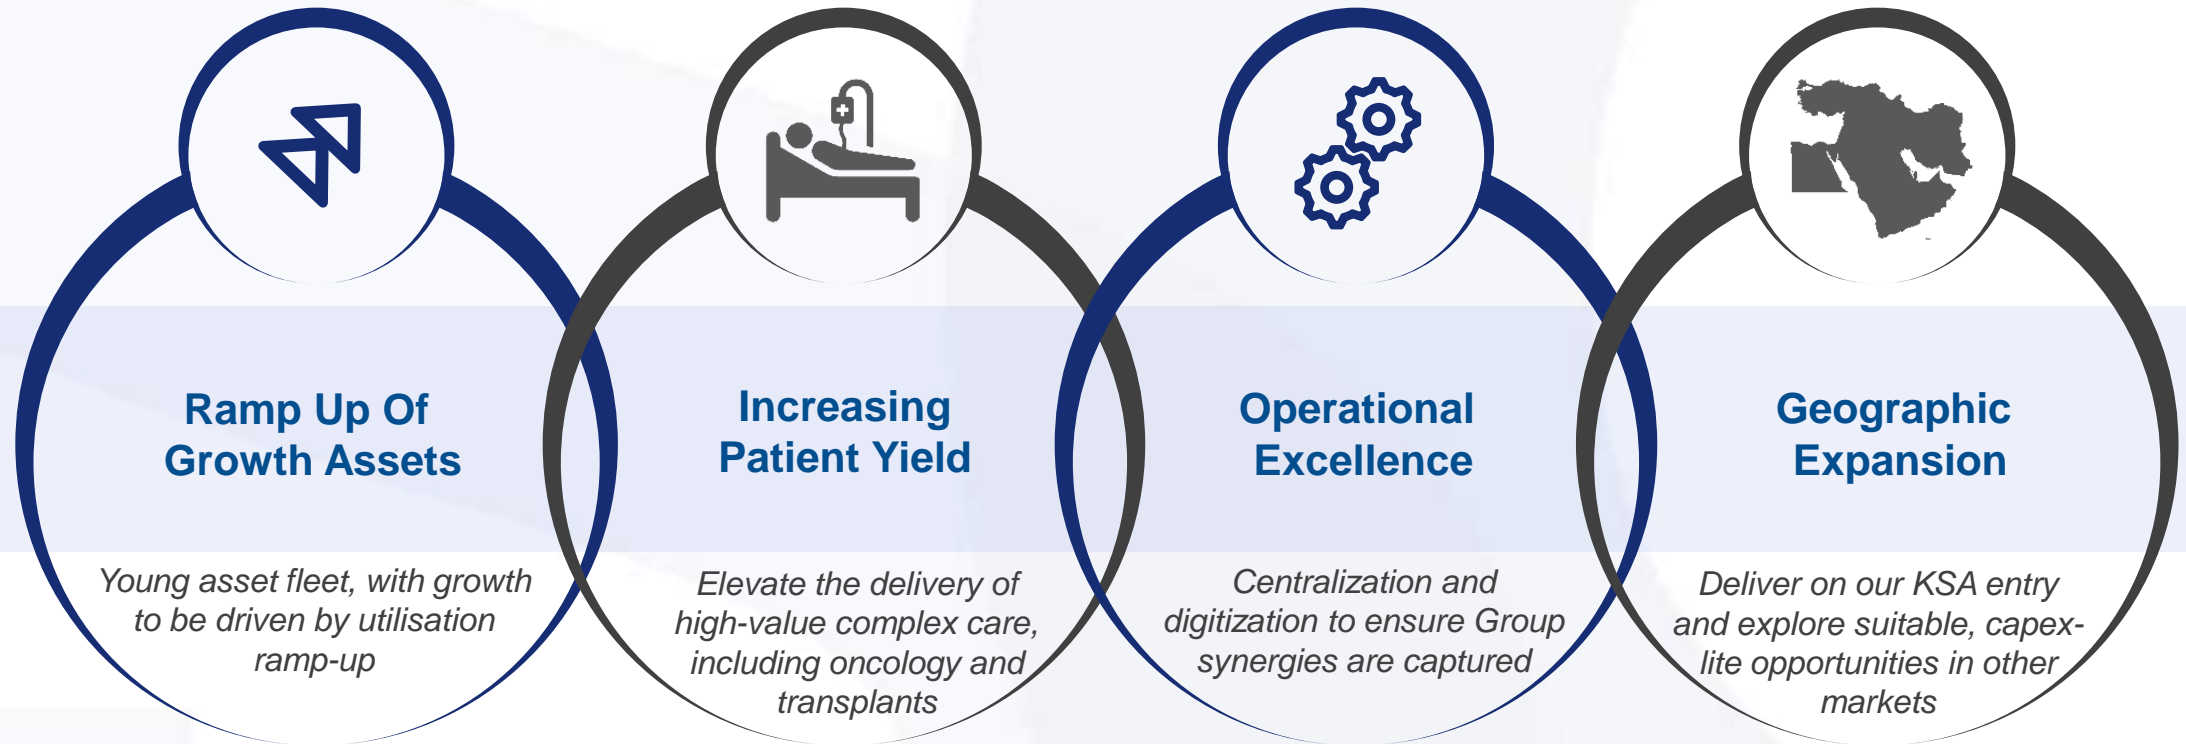 Ramp Up Of
Growth Assets
Young asset fleet, with growth
to be driven by utilisation
ramp-up
Increasing
Patient Yield
Elevate the delivery of
high-value complex care,
including oncology and
transplants
Operational
Excellence
Centralization and
digitization to ensure Group
synergies are captured
Geographic
Expansion
Deliver on our KSA entry
and explore suitable, capex-
lite opportunities in other
markets